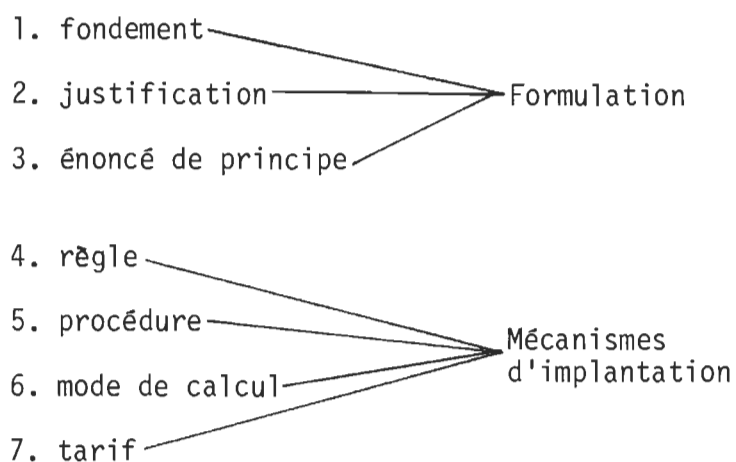 1. fondement
2. justification
Formulation
3. énoncé de principe
4. règle
5. procédure
Mécanismes
d'implantation
6. mode de calcul
7. tarif